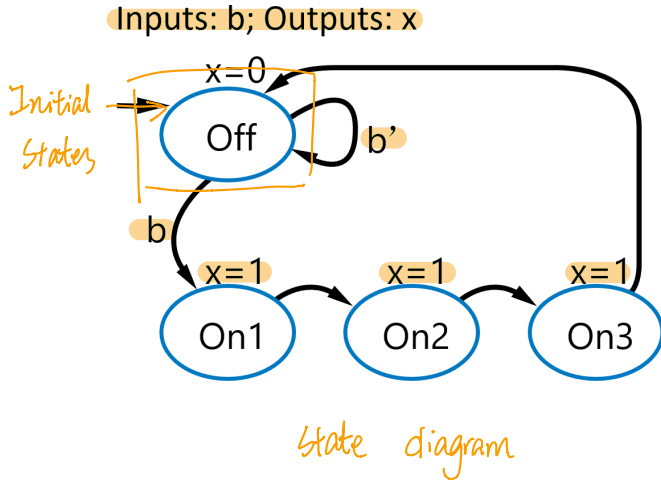 Inputs: b; Outputs: x
x=0
Initial
states
Off
b’
b
x=1
x=1
x=1
On1
On2
On3
state diagram